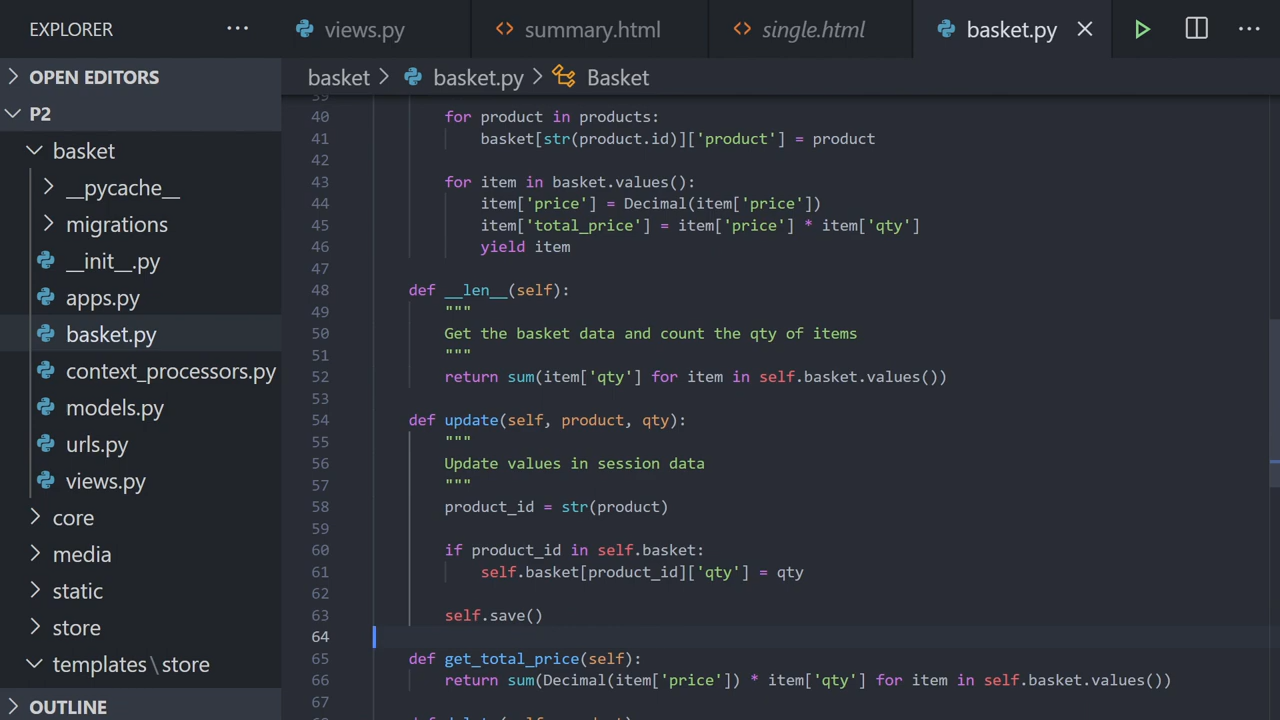 EXPLORER
views.py
summary.html
single.html
basket.py
OPEN EDITORS
P2
basket
__pycache__
migrations
__init__.py
apps.py
basket.py
context_processors.py
models.py
urls.py
views.py
core
media
static
store
templates\store
OUTLINE
basket > basket.py > Basket
39
40 for product in products:
41 basket[str(product.id)]['product'] = product
42
43 for item in basket.values():
44 item['price'] = Decimal(item['price'])
45 item['total_price'] = item['price'] * item['qty']
46 yield item
47
48 def __len__(self):
49 """
50 Get the basket data and count the qty of items
51 """
52 return sum(item['qty'] for item in self.basket.values())
53
54 def update(self, product, qty):
55 """
56 Update values in session data
57 """
58 product_id = str(product)
59
60 if product_id in self.basket:
61 self.basket[product_id]['qty'] = qty
62
63 self.save()
64
65 def get_total_price(self):
66 return sum(Decimal(item['price']) * item['qty'] for item in self.basket.values())
67